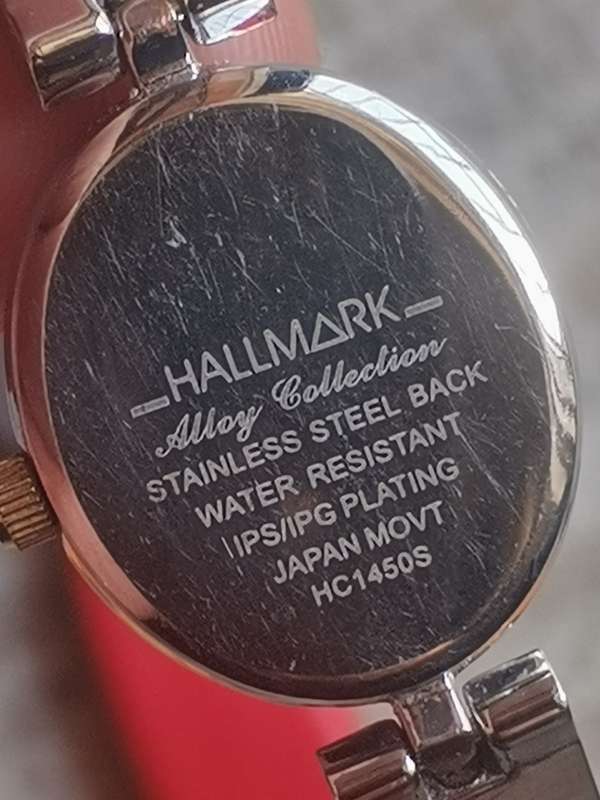 HALLMARK
Alloy Collection
STAINLESS STEEL BACK
WATER RESISTANT
IPS/IPG PLATING
JAPAN MOVT
HC1450S